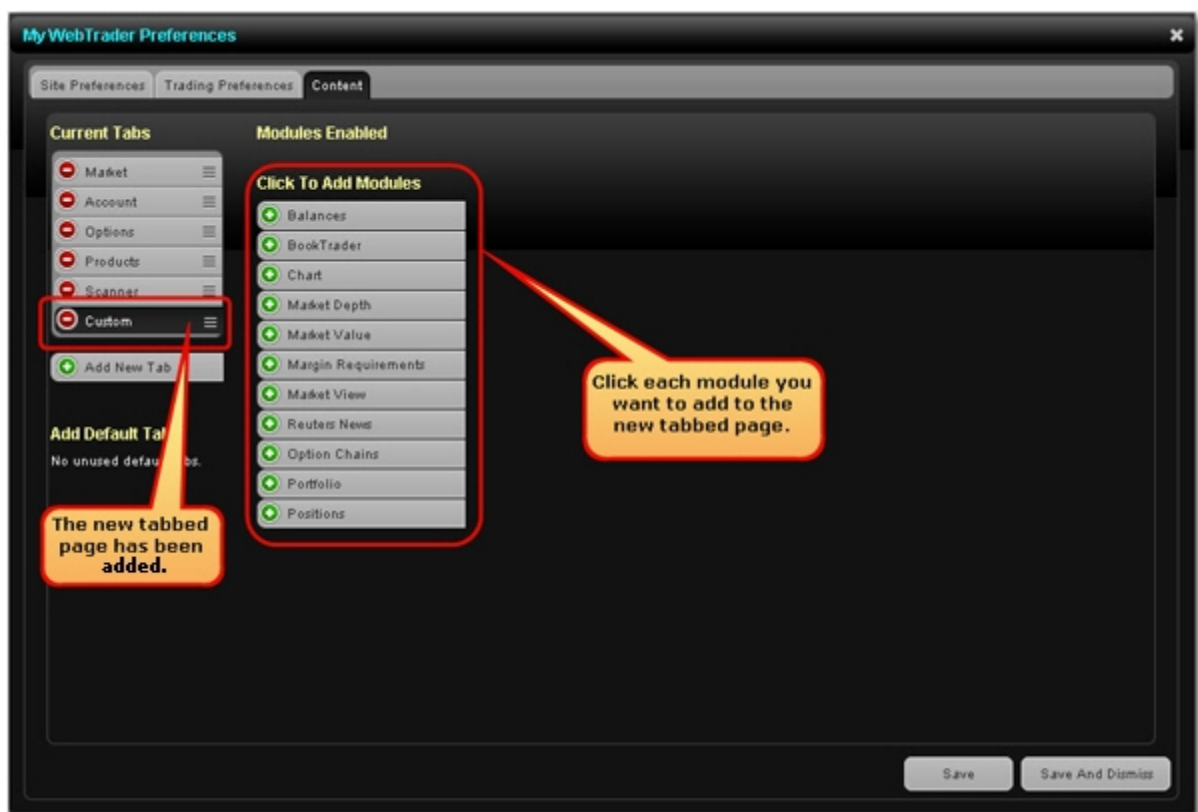 My WebTrader Preferences
Site Preferences
Trading Preferences
Content
Current Tabs
Market
Account
Options
Products
Scanner
Custom
Add New Tab
Add Default
No unused
The new tabbed
page has been
added.
Modules Enabled
Click To Add Modules
Balances
BookTrader
Chart
Market Depth
Market Value
Margin Requirements
Market View
Reuters News
Option Chains
Portfolio
Positions
Click each module you
want to add to the
new tabbed page.
Save
Save And Dismiss